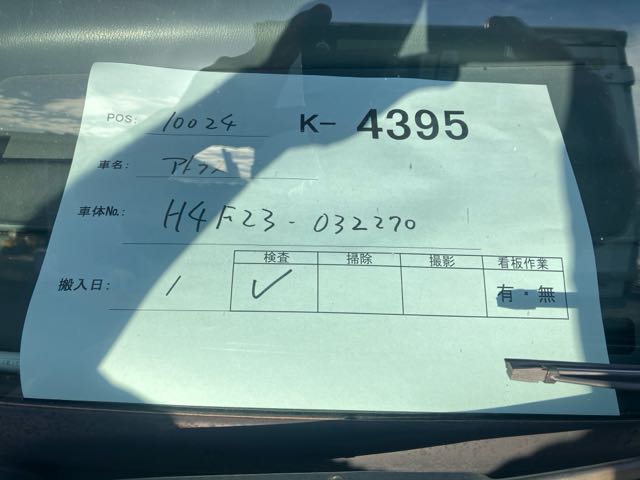 POS: 10024 K- 4395
車名: アトラス
車体No.: H4F23-032270
検査 掃除 撮影 看板作業
搬入日: 1 ✓ 有・無